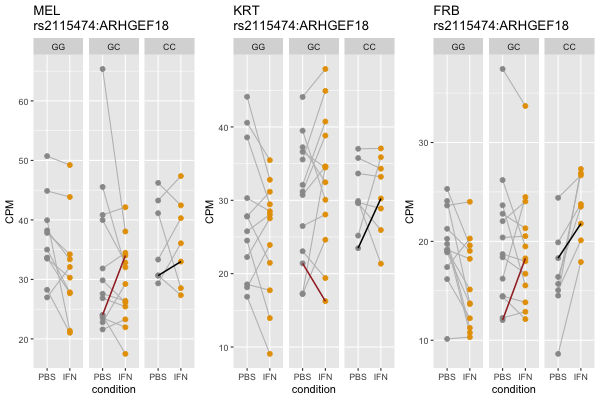 MEL
rs2115474:ARHGEF18
GG GC CC
CPM
60
50
40
30
20
PBS IFN PBS IFN PBS IFN
condition
KRT
rs2115474:ARHGEF18
GG GC CC
CPM
40
30
20
10
PBS IFN PBS IFN PBS IFN
condition
FRB
rs2115474:ARHGEF18
GG GC CC
CPM
30
20
10
PBS IFN PBS IFN PBS IFN
condition